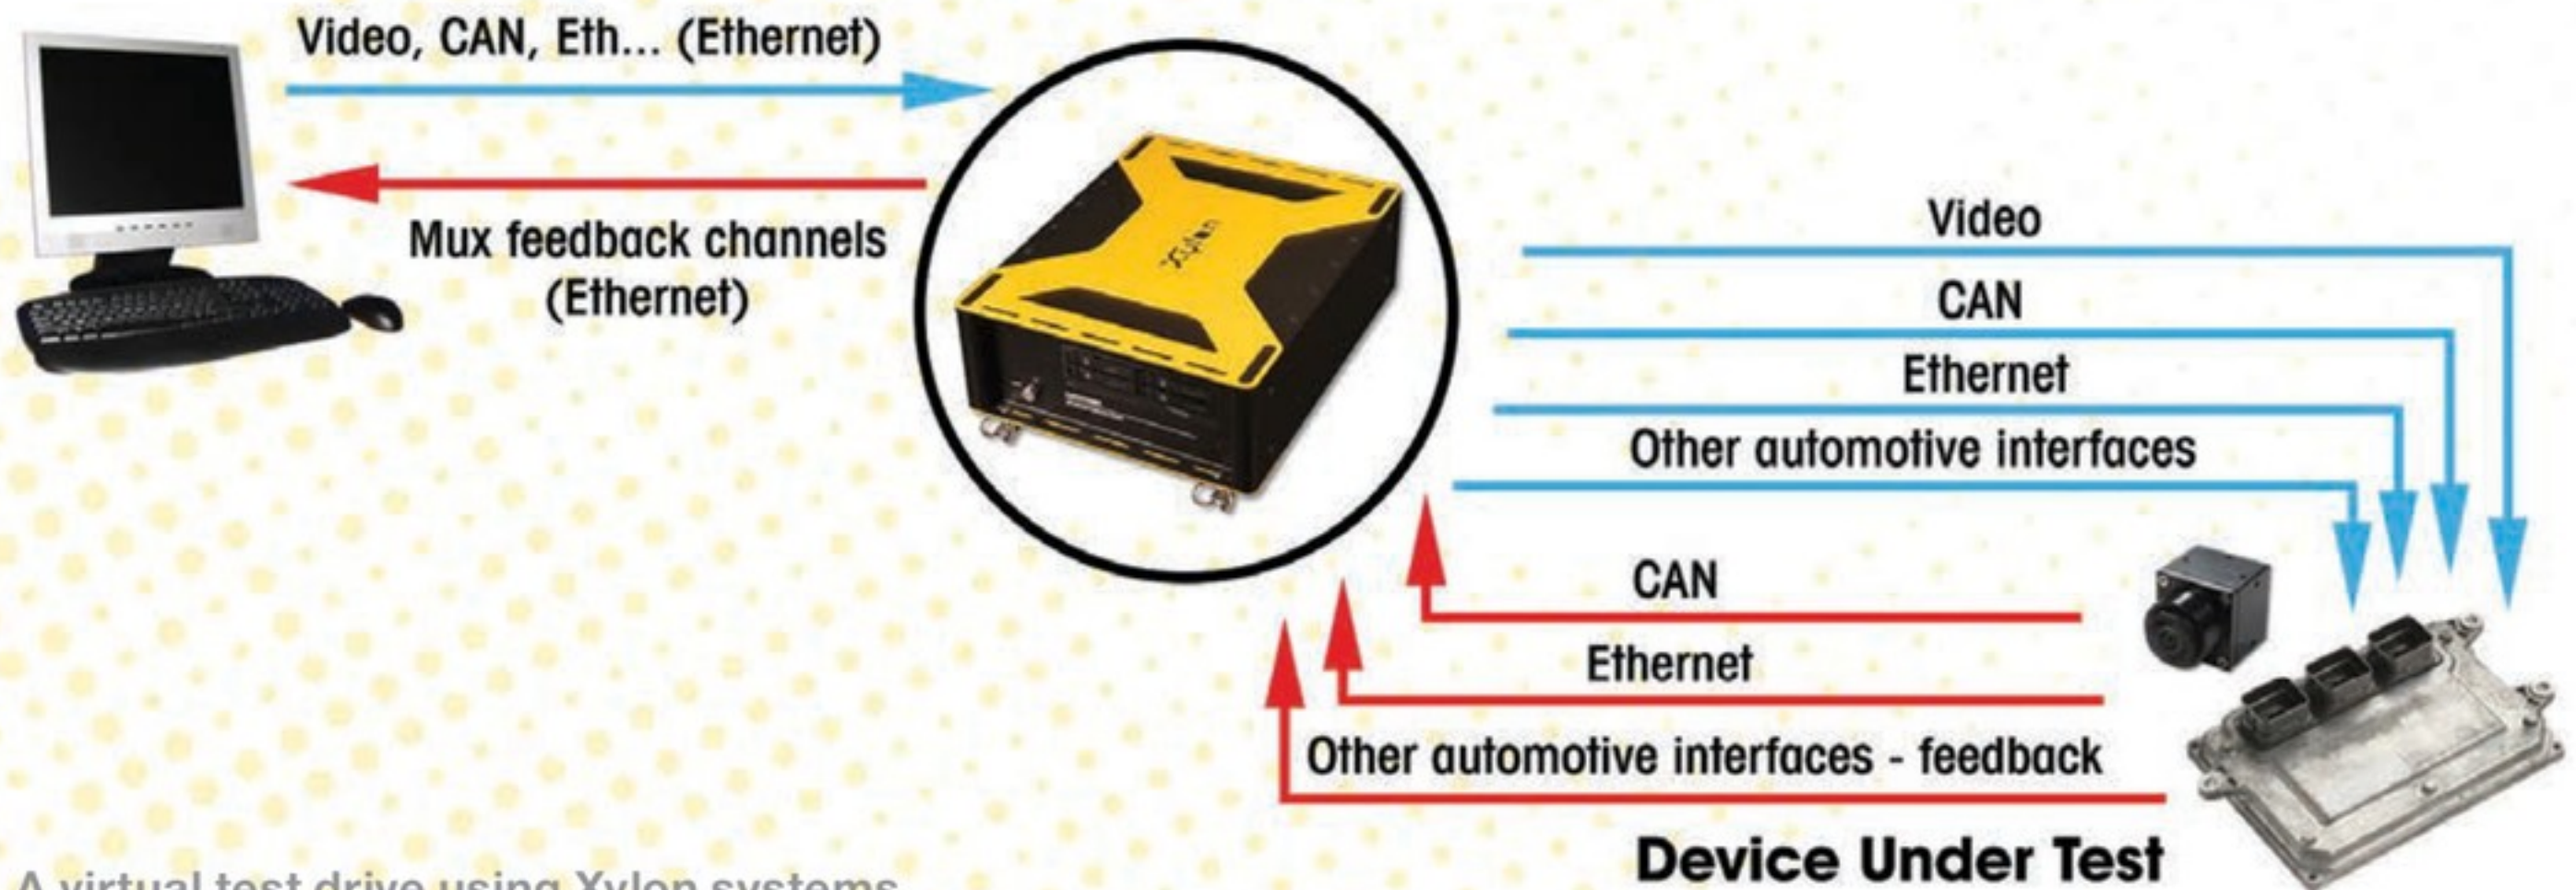 Video, CAN, Eth... (Ethernet)
Mux feedback channels
(Ethernet)
Xylon
Video
CAN
Ethernet
Other automotive interfaces
CAN
Ethernet
Other automotive interfaces - feedback
Device Under Test
A virtual test drive using Xylon systems